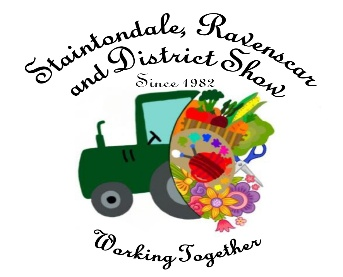 Staintondale, Ravenscar
and District Show
Since 1982
Working Together